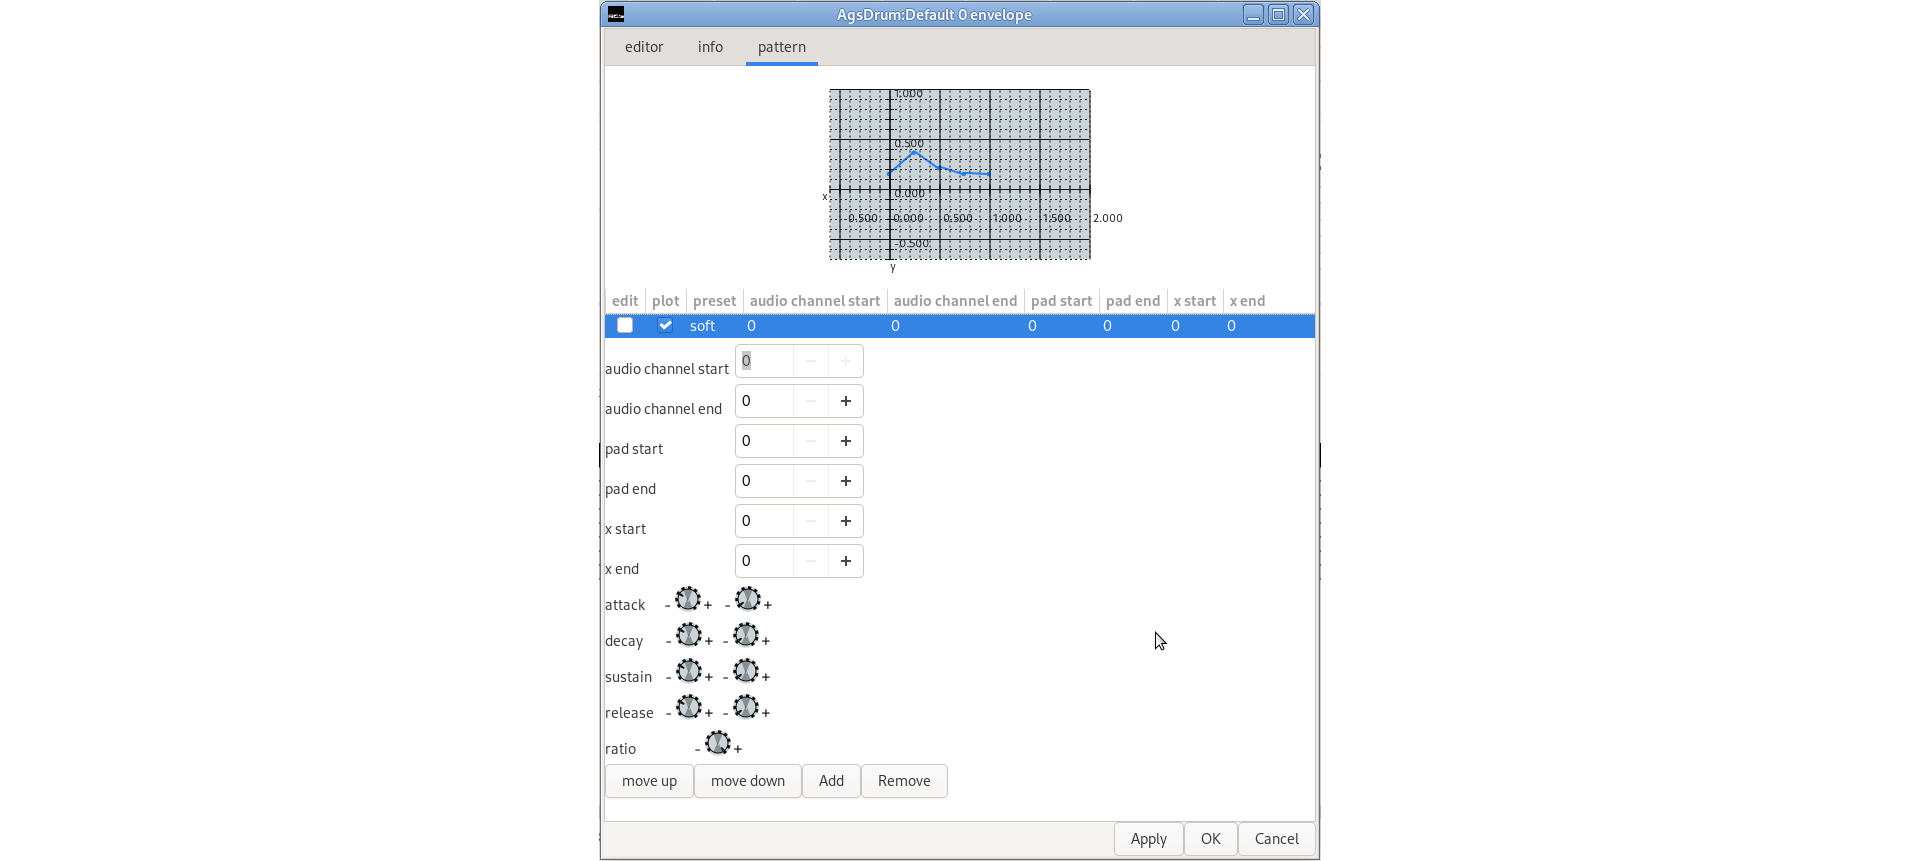 AgsDrum:Default 0 envelope
editor info pattern
1.000
0.500
0.000
x
-0.500 0.000 0.500 1.000 1.500 2.000
-0.500
y
edit plot preset audio channel start audio channel end pad start pad end x start x end
soft 0 0 0 0 0 0
audio channel start 0 − +
audio channel end 0 − +
pad start 0 − +
pad end 0 − +
x start 0 − +
x end 0 − +
attack - + - +
decay - + - +
sustain - + - +
release - + - +
ratio - +
move up move down Add Remove
Apply OK Cancel